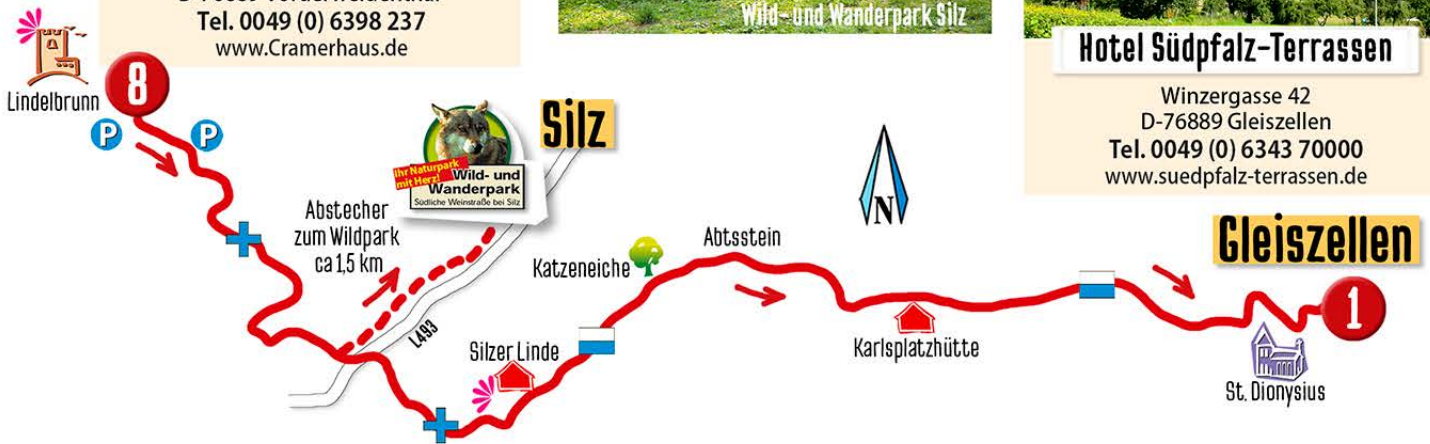 Tel. 0049 (0) 6398 237
www.Cramerhaus.de
Wild- und Wanderpark Silz
Hotel Südpfalz-Terrassen
Winzergasse 42
D-76889 Gleiszellen
Tel. 0049 (0) 6343 70000
www.suedpfalz-terrassen.de
Lindelbrunn
8
P
P
Silz
Ihr Naturpark
mit Herz!
Wild- und
Wanderpark
Südliche Weinstraße bei Silz
Abstecher
zum Wildpark
ca 1,5 km
L493
N
Katzeneiche
Abtsstein
Silzer Linde
Karlsplatzhütte
Gleiszellen
1
St. Dionysius